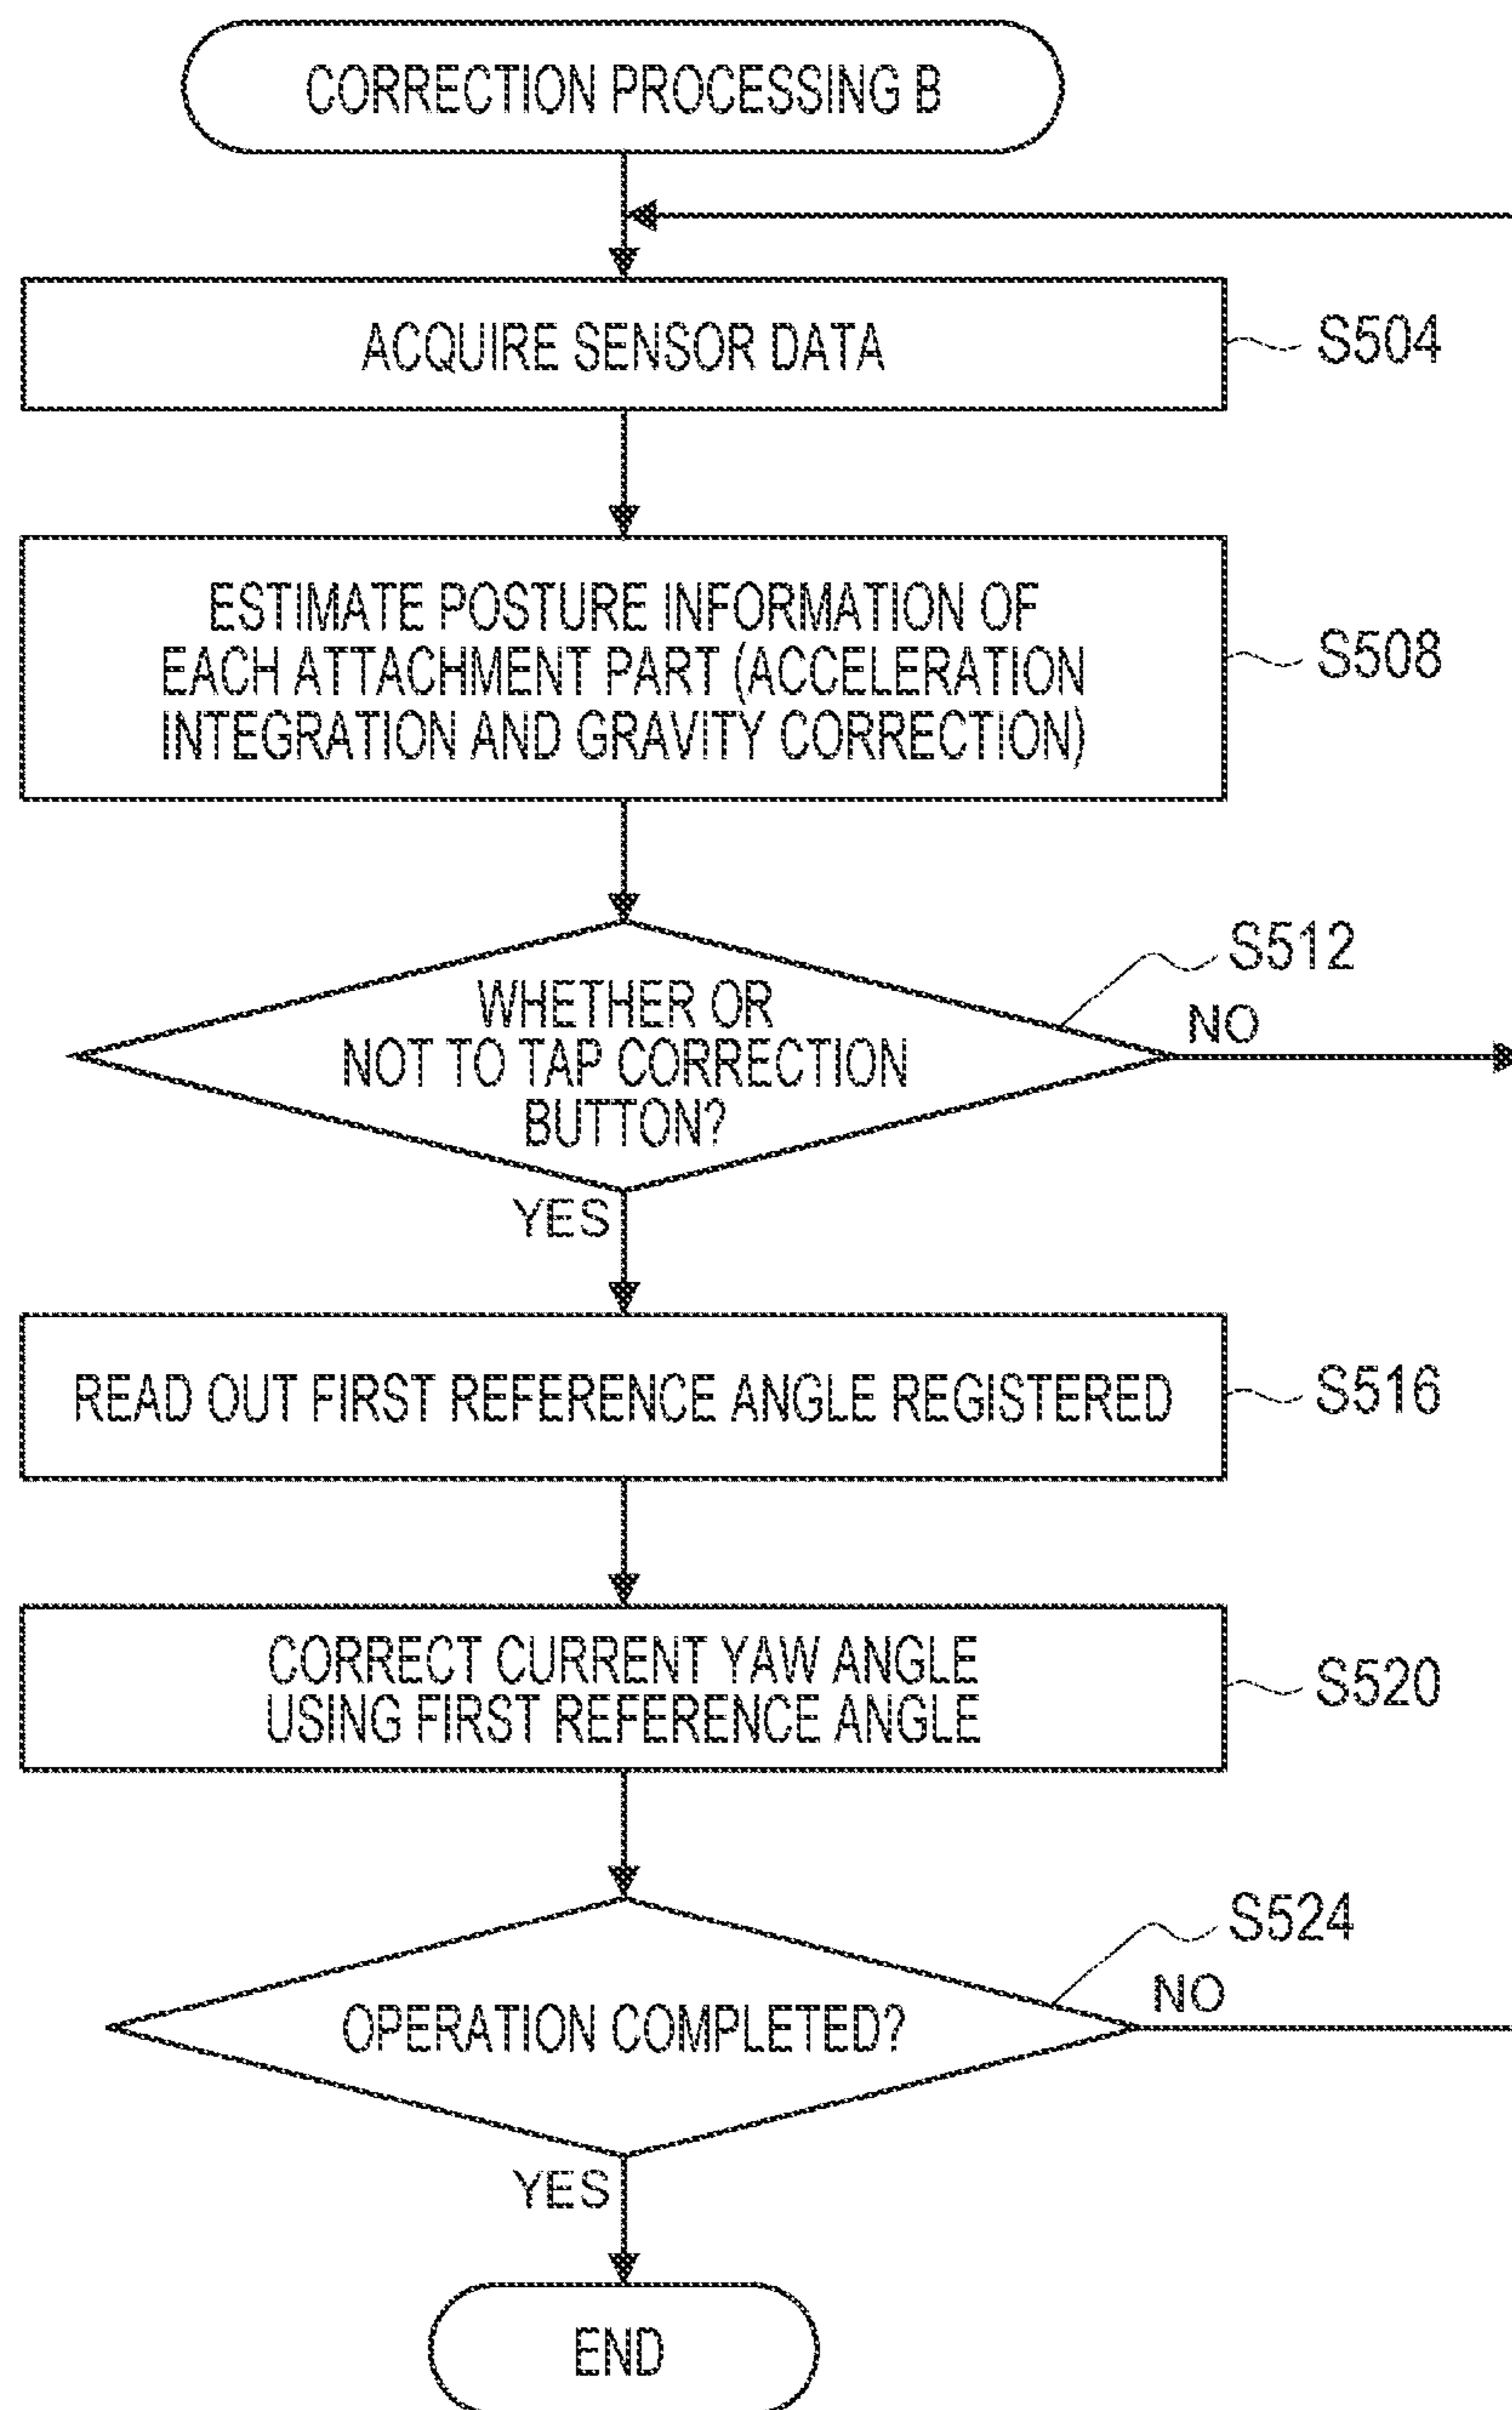 CORRECTION PROCESSING B
ACQUIRE SENSOR DATA
S504
ESTIMATE POSTURE INFORMATION OF
EACH ATTACHMENT PART (ACCELERATION
INTEGRATION AND GRAVITY CORRECTION)
S508
S512
WHETHER OR
NOT TO TAP CORRECTION
BUTTON?
NO
YES
READ OUT FIRST REFERENCE ANGLE REGISTERED
S516
CORRECT CURRENT YAW ANGLE
USING FIRST REFERENCE ANGLE
S520
S524
OPERATION COMPLETED?
NO
YES
END